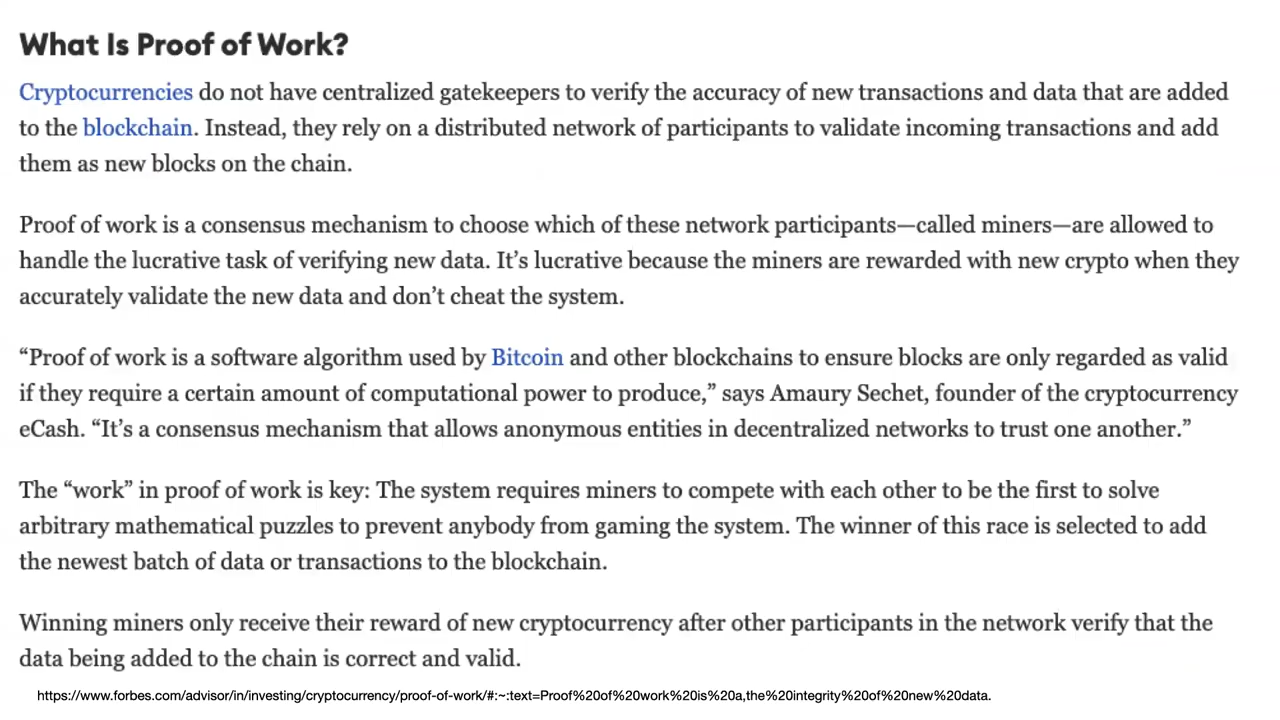 What Is Proof of Work?
Cryptocurrencies do not have centralized gatekeepers to verify the accuracy of new transactions and data that are added
to the blockchain. Instead, they rely on a distributed network of participants to validate incoming transactions and add
them as new blocks on the chain.
Proof of work is a consensus mechanism to choose which of these network participants—called miners—are allowed to
handle the lucrative task of verifying new data. It’s lucrative because the miners are rewarded with new crypto when they
accurately validate the new data and don’t cheat the system.
“Proof of work is a software algorithm used by Bitcoin and other blockchains to ensure blocks are only regarded as valid
if they require a certain amount of computational power to produce,” says Amaury Sechet, founder of the cryptocurrency
eCash. “It’s a consensus mechanism that allows anonymous entities in decentralized networks to trust one another.”
The “work” in proof of work is key: The system requires miners to compete with each other to be the first to solve
arbitrary mathematical puzzles to prevent anybody from gaming the system. The winner of this race is selected to add
the newest batch of data or transactions to the blockchain.
Winning miners only receive their reward of new cryptocurrency after other participants in the network verify that the
data being added to the chain is correct and valid.
https://www.forbes.com/advisor/in/investing/cryptocurrency/proof-of-work/#:~:text=Proof%20of%20work%20is%20a,the%20integrity%20of%20new%20data.